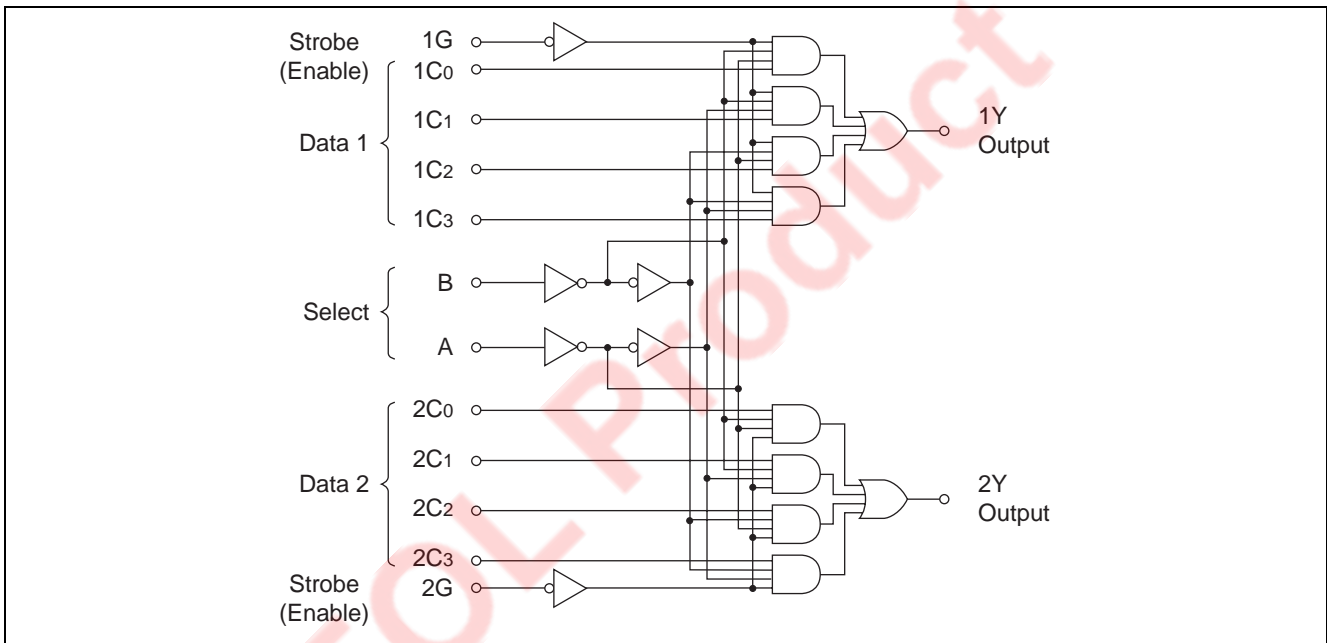 Strobe
(Enable)
1G
Data 1
1C0
1C1
1C2
1C3
1Y
Output
Select
B
A
Data 2
2C0
2C1
2C2
2C3
2Y
Output
Strobe
(Enable)
2G
TOL Product